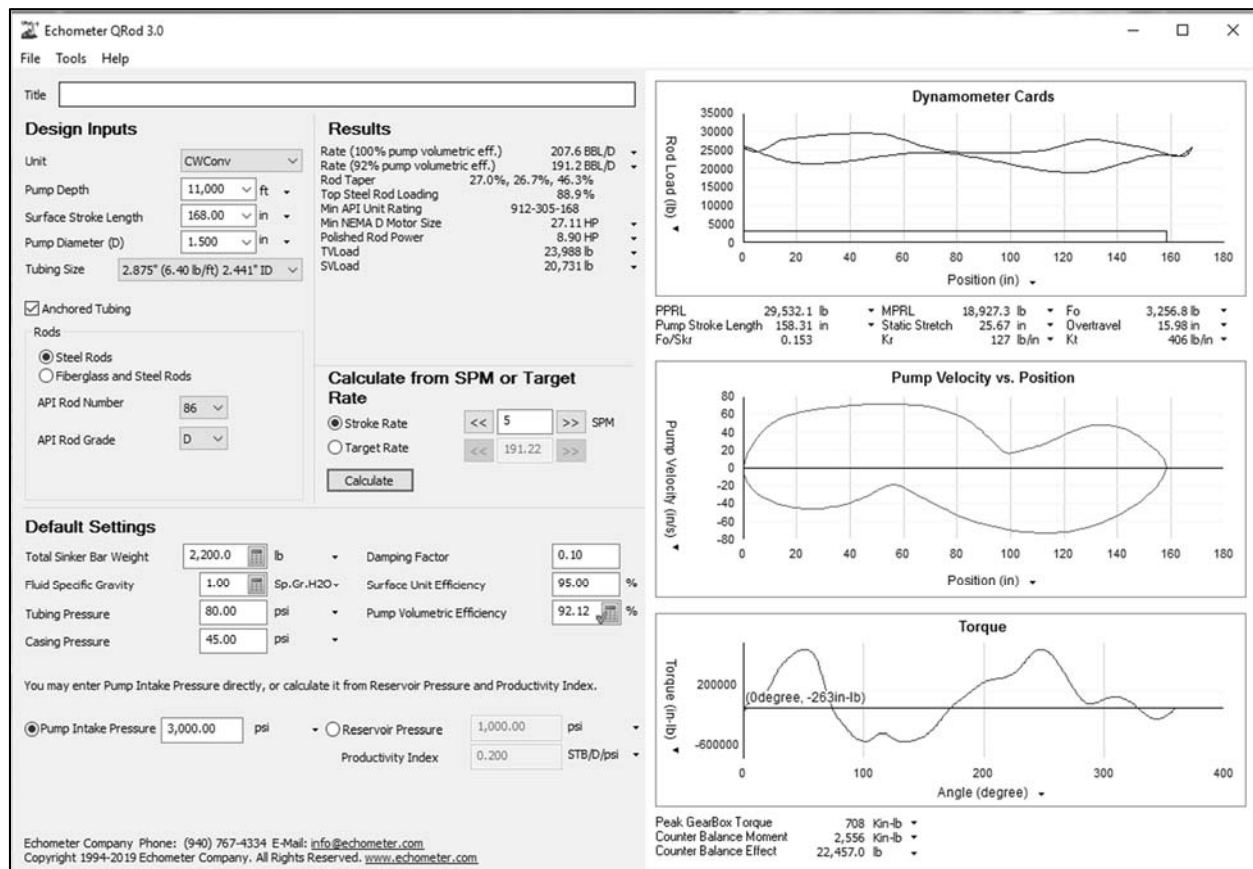 Echometer QRod 3.0
File Tools Help
Title
Design Inputs
Unit CWConv
Pump Depth 11,000 ft
Surface Stroke Length 168.00 in
Pump Diameter (D) 1.500 in
Tubing Size 2.875" (6.40 lb/ft) 2.441" ID
Anchored Tubing
Rods
Steel Rods
Fiberglass and Steel Rods
API Rod Number 86
API Rod Grade D
Results
Rate (100% pump volumetric eff.) 207.6 BBL/D
Rate (92% pump volumetric eff.) 191.2 BBL/D
Rod Taper 27.0%, 26.7%, 46.3%
Top Steel Rod Loading 88.9%
Min API Unit Rating 912-305-168
Min NEMA D Motor Size 27.11 HP
Polished Rod Power 8.90 HP
TVLoad 23,988 lb
SVLoad 20,731 lb
Calculate from SPM or Target
Rate
Stroke Rate << 5 >> SPM
Target Rate << 191.22 >>
Calculate
Default Settings
Total Sinker Bar Weight 2,200.0 lb
Fluid Specific Gravity 1.00 Sp.Gr.H2O
Tubing Pressure 80.00 psi
Casing Pressure 45.00 psi
Damping Factor 0.10
Surface Unit Efficiency 95.00 %
Pump Volumetric Efficiency 92.12 %
You may enter Pump Intake Pressure directly, or calculate it from Reservoir Pressure and Productivity Index.
Pump Intake Pressure 3,000.00 psi
Reservoir Pressure 1,000.00 psi
Productivity Index 0.200 STB/D/psi
Echometer Company Phone: (940) 767-4334 E-Mail: info@echometer.com
Copyright 1994-2019 Echometer Company. All Rights Reserved. www.echometer.com
Dynamometer Cards
Rod Load (lb)
35000
30000
25000
20000
15000
10000
5000
0
0 20 40 60 80 100 120 140 160 180
Position (in)
PPRL 29,532.1 lb MPRL 18,927.3 lb Fo 3,256.8 lb
Pump Stroke Length 158.31 in Static Stretch 25.67 in Overtravel 15.98 in
Fo/Skr 0.153 Kr 127 lb/in Kt 406 lb/in
Pump Velocity vs. Position
Pump Velocity (in/s)
80
60
40
20
0
-20
-40
-60
-80
0 20 40 60 80 100 120 140 160 180
Position (in)
Torque
Torque (in-lb)
200000
(0degree, -263in-lb)
-600000
0 100 200 300 400
Angle (degree)
Peak GearBox Torque 708 Kin-lb
Counter Balance Moment 2,556 Kin-lb
Counter Balance Effect 22,457.0 lb